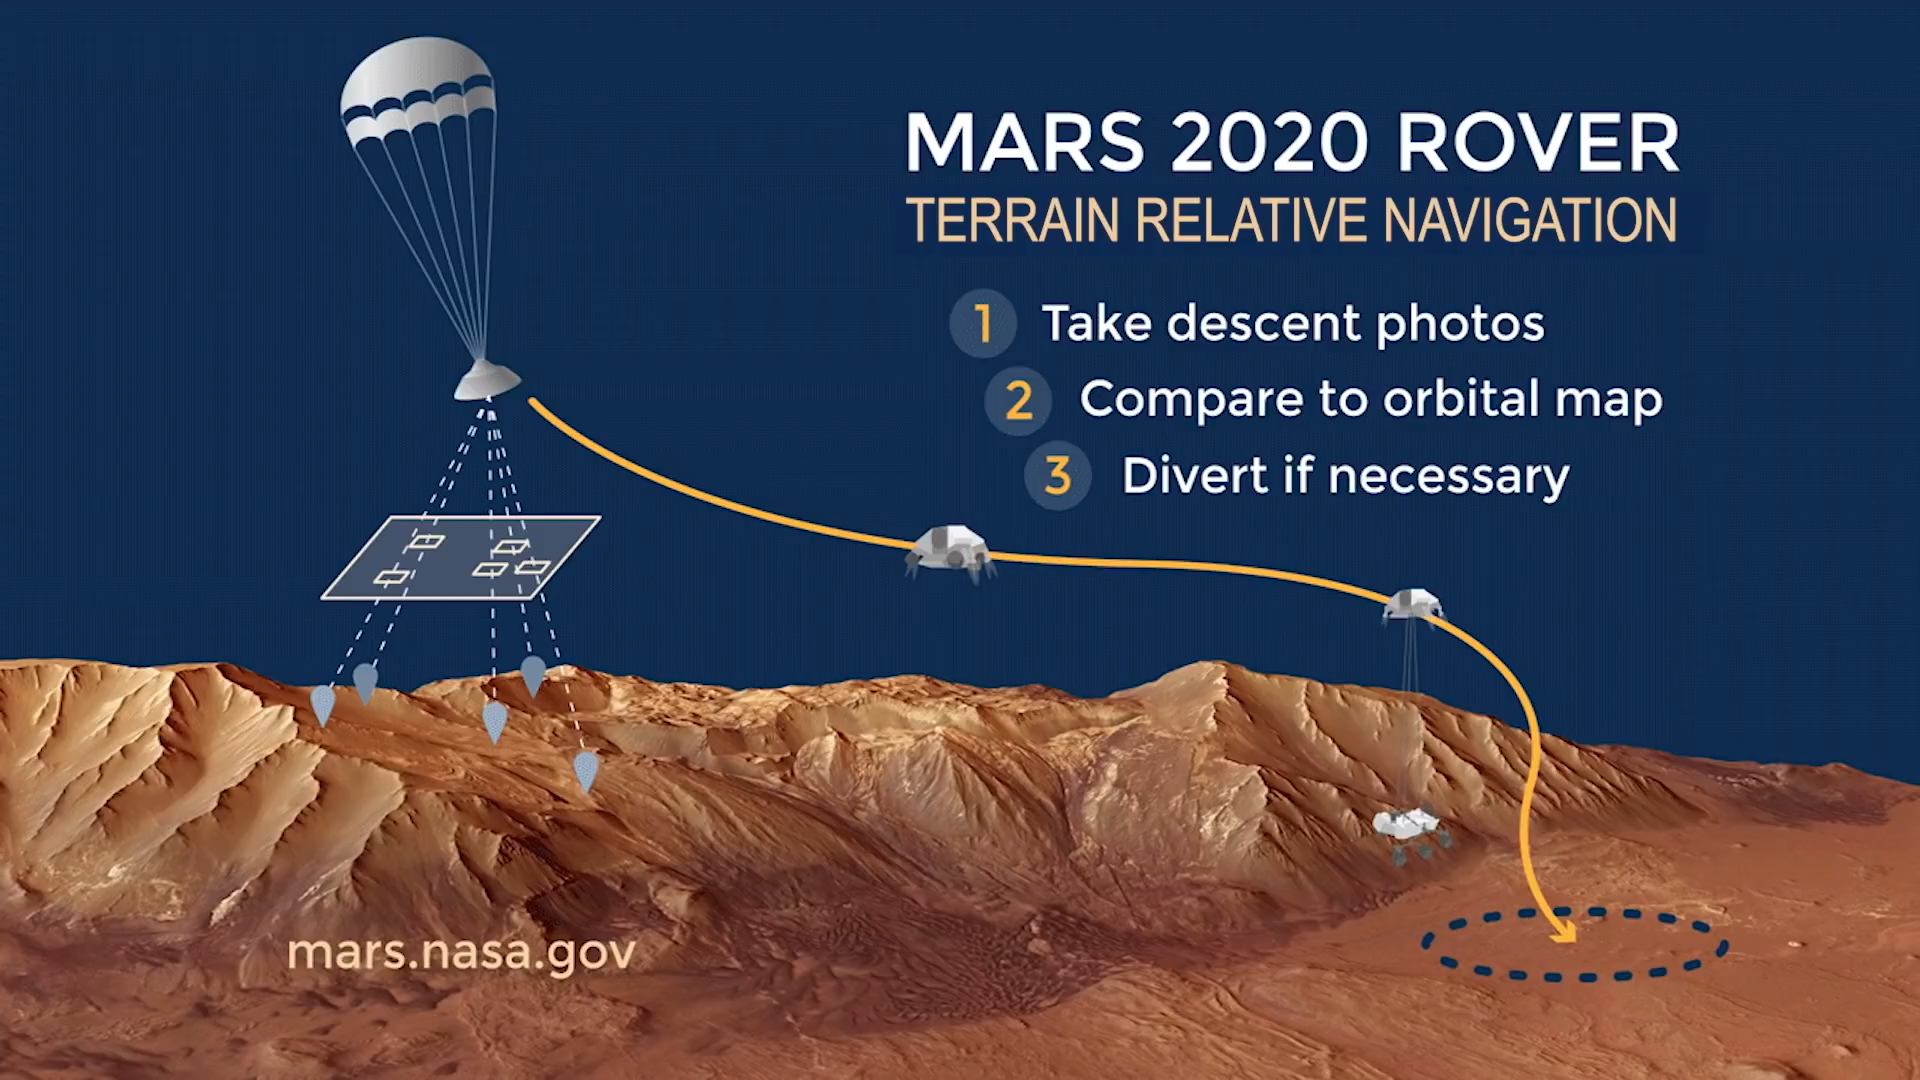 MARS 2020 ROVER
TERRAIN RELATIVE NAVIGATION
1 Take descent photos
2 Compare to orbital map
3 Divert if necessary
mars.nasa.gov